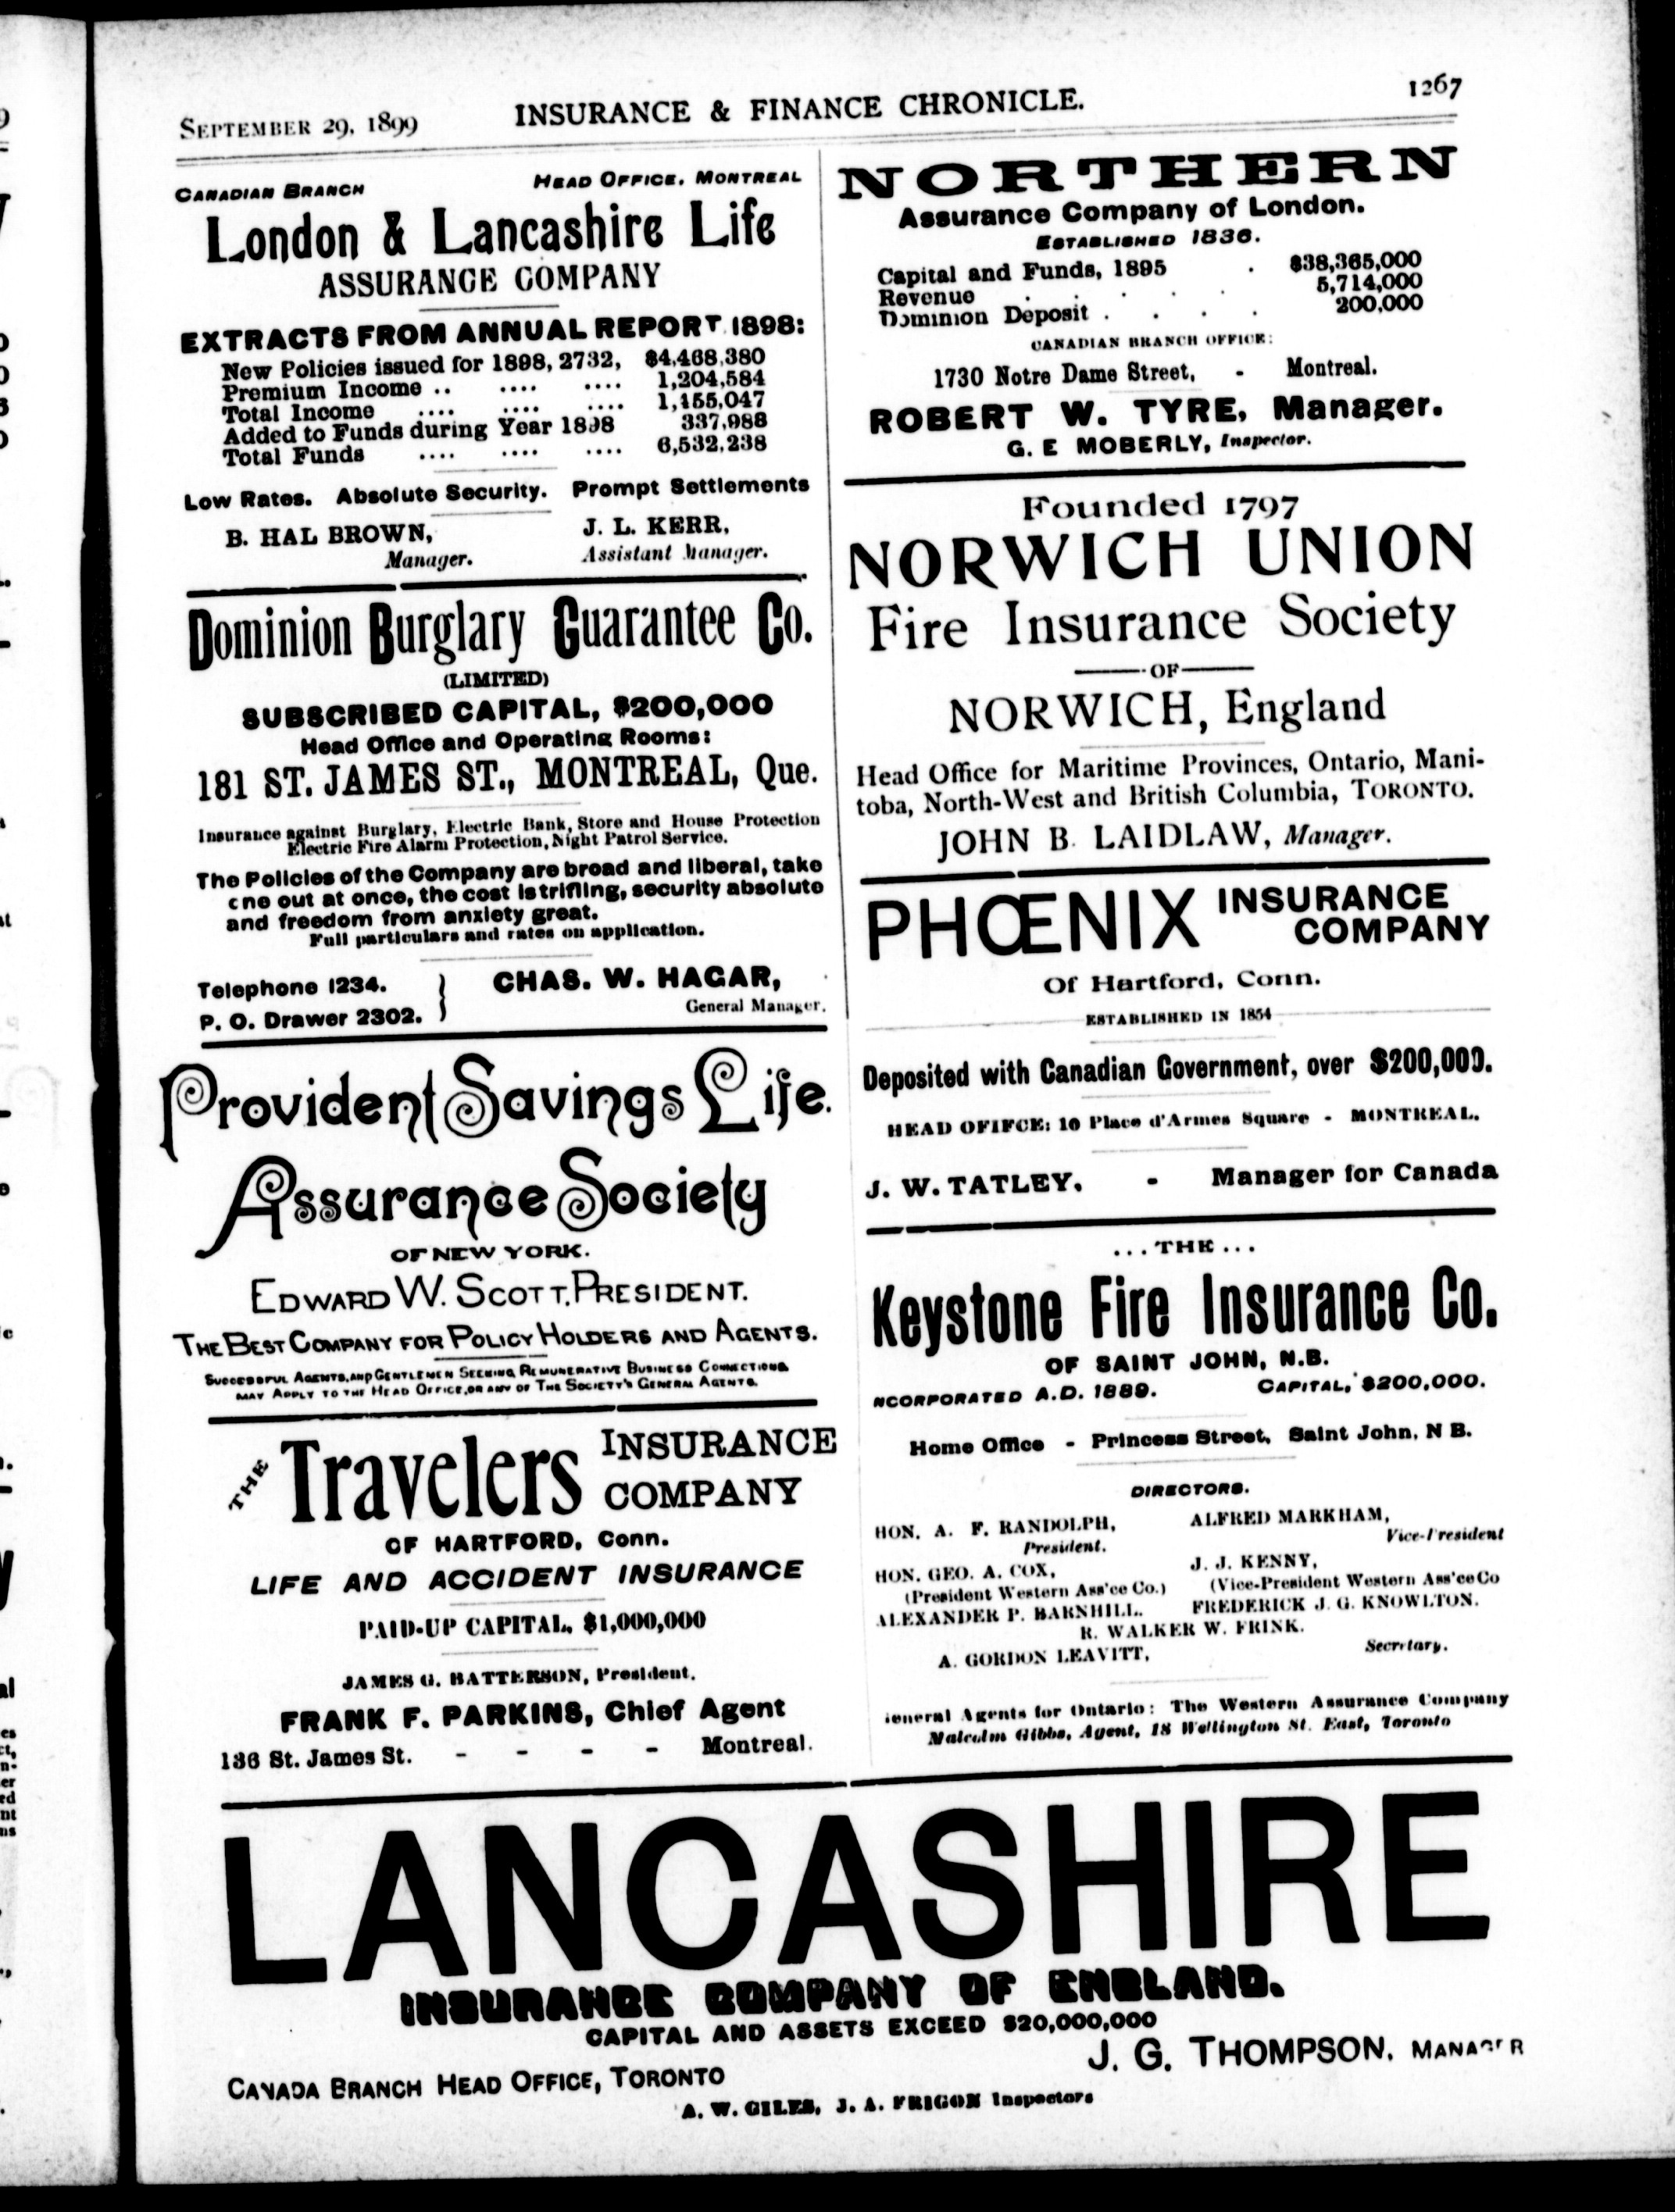 SEPTEMBER 29, 1899 INSURANCE & FINANCE CHRONICLE. 1267
CANADIAN BRANCH HEAD OFFICE, MONTREAL
London & Lancashire Life
ASSURANCE COMPANY
EXTRACTS FROM ANNUAL REPORT 1898:
New Policies issued for 1898, 2732, $4,468,380
Premium Income .. .... .... 1,204,584
Total Income .... .... .... 1,455,047
Added to Funds during Year 1898 337,988
Total Funds .... .... .... 6,532,238
Low Rates. Absolute Security. Prompt Settlements
B. HAL BROWN, J. L. KERR,
Manager. Assistant Manager.
Dominion Burglary Guarantee Co.
(LIMITED)
SUBSCRIBED CAPITAL, $200,000
Head Office and Operating Rooms:
181 ST. JAMES ST., MONTREAL, Que.
Insurance against Burglary, Electric Bank, Store and House Protection
Electric Fire Alarm Protection, Night Patrol Service.
The Policies of the Company are broad and liberal, take
one out at once, the cost is trifling, security absolute
and freedom from anxiety great.
Full particulars and rates on application.
Telephone 1234. } CHAS. W. HAGAR,
P. O. Drawer 2302. General Manager.
Provident Savings Life
Assurance Society
OF NEW YORK.
EDWARD W. SCOTT, PRESIDENT.
THE BEST COMPANY FOR POLICY HOLDERS AND AGENTS.
SUCCESSFUL AGENTS, AND GENTLEMEN SEEKING REMUNERATIVE BUSINESS CONNECTIONS
MAY APPLY TO THE HEAD OFFICE, OR ANY OF THE SOCIETY'S GENERAL AGENTS.
THE Travelers INSURANCE
COMPANY
OF HARTFORD, Conn.
LIFE AND ACCIDENT INSURANCE
PAID-UP CAPITAL, $1,000,000
JAMES G. BATTERSON, President.
FRANK F. PARKINS, Chief Agent
136 St. James St. - - - - Montreal.
NORTHERN
Assurance Company of London.
ESTABLISHED 1836.
Capital and Funds, 1895 . $38,365,000
Revenue . . . . . 5,714,000
Dominion Deposit . . . . 200,000
CANADIAN BRANCH OFFICE:
1730 Notre Dame Street, - Montreal.
ROBERT W. TYRE, Manager.
G. E MOBERLY, Inspector.
Founded 1797
NORWICH UNION
Fire Insurance Society
OF
NORWICH, England
Head Office for Maritime Provinces, Ontario, Mani-
toba, North-West and British Columbia, TORONTO.
JOHN B. LAIDLAW, Manager.
PHŒNIX INSURANCE
COMPANY
Of Hartford, Conn.
ESTABLISHED IN 1854
Deposited with Canadian Government, over $200,000.
HEAD OFIFCE: 10 Place d'Armes Square - MONTREAL.
J. W. TATLEY, - Manager for Canada
... THE ...
Keystone Fire Insurance Co.
OF SAINT JOHN, N.B.
NCORPORATED A.D. 1889. CAPITAL, $200,000.
Home Office - Princess Street, Saint John, N B.
DIRECTORS.
HON. A. F. RANDOLPH, ALFRED MARKHAM,
President. Vice-President
HON. GEO. A. COX, J. J. KENNY,
(President Western Ass'ce Co.) (Vice-President Western Ass'ce Co
ALEXANDER P. BARNHILL. FREDERICK J. G. KNOWLTON.
R. WALKER W. FRINK.
A. GORDON LEAVITT, Secretary.
General Agents for Ontario: The Western Assurance Company
Malcolm Gibbs, Agent, 18 Wellington St. East, Toronto
LANCASHIRE
INSURANCE COMPANY OF ENGLAND.
CAPITAL AND ASSETS EXCEED $20,000,000
CANADA BRANCH HEAD OFFICE, TORONTO J. G. THOMPSON, MANAGER
A. W. GILES, J. A. FRIGON Inspectors